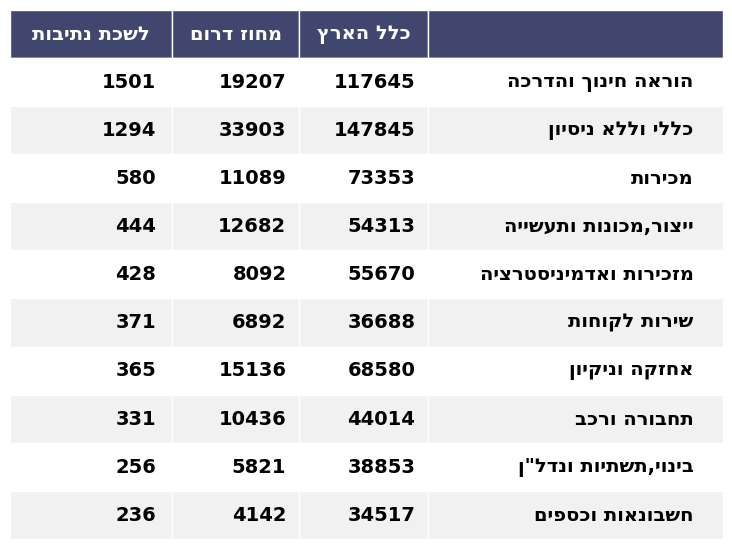 כלל הארץ מחוז דרום לשכת נתיבות
הוראה חינוך והדרכה 117645 19207 1501
כללי וללא ניסיון 147845 33903 1294
מכירות 73353 11089 580
ייצור,מכונות ותעשייה 54313 12682 444
מזכירות ואדמיניסטרציה 55670 8092 428
שירות לקוחות 36688 6892 371
אחזקה וניקיון 68580 15136 365
תחבורה ורכב 44014 10436 331
בינוי,תשתיות ונדל"ן 38853 5821 256
חשבונאות וכספים 34517 4142 236